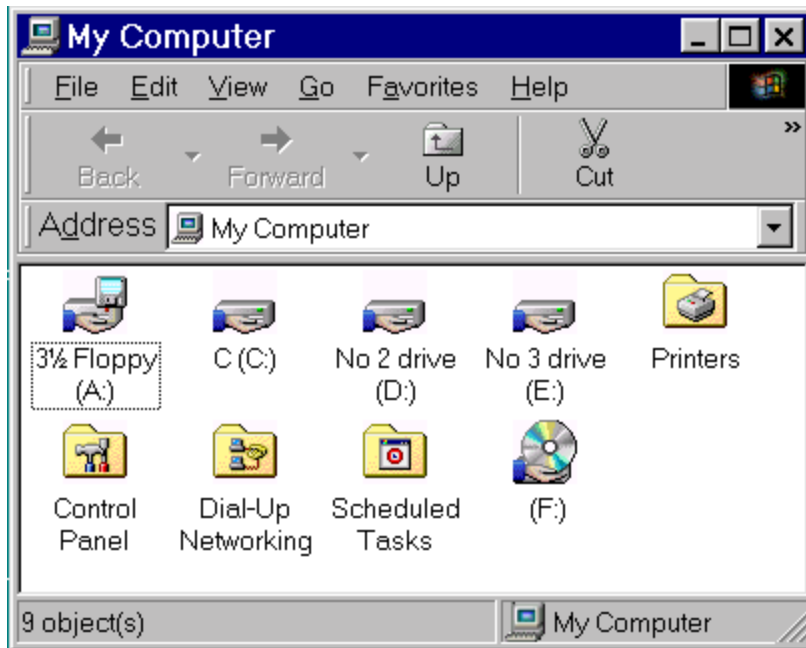 My Computer
File Edit View Go Favorites Help
Back Forward Up Cut »
Address My Computer
3½ Floppy (A:)
C (C:)
No 2 drive (D:)
No 3 drive (E:)
Printers
Control Panel
Dial-Up Networking
Scheduled Tasks
(F:)
9 object(s) My Computer